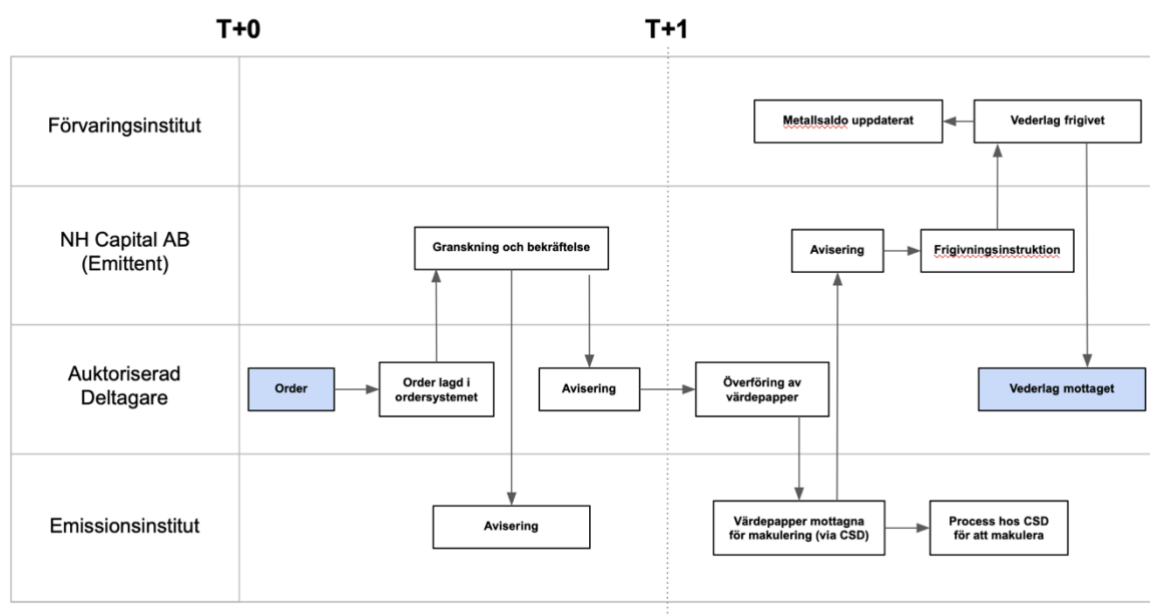 T+0
T+1
Förvaringsinstitut
Metallsaldo uppdaterat
Vederlag frigivet
NH Capital AB
(Emittent)
Granskning och bekräftelse
Avisering
Frigivningsinstruktion
Auktoriserad
Deltagare
Order
Order lagd i
ordersystemet
Avisering
Överföring av
värdepapper
Vederlag mottaget
Emissionsinstitut
Avisering
Värdepapper mottagna
för makulering (via CSD)
Process hos CSD
för att makulera